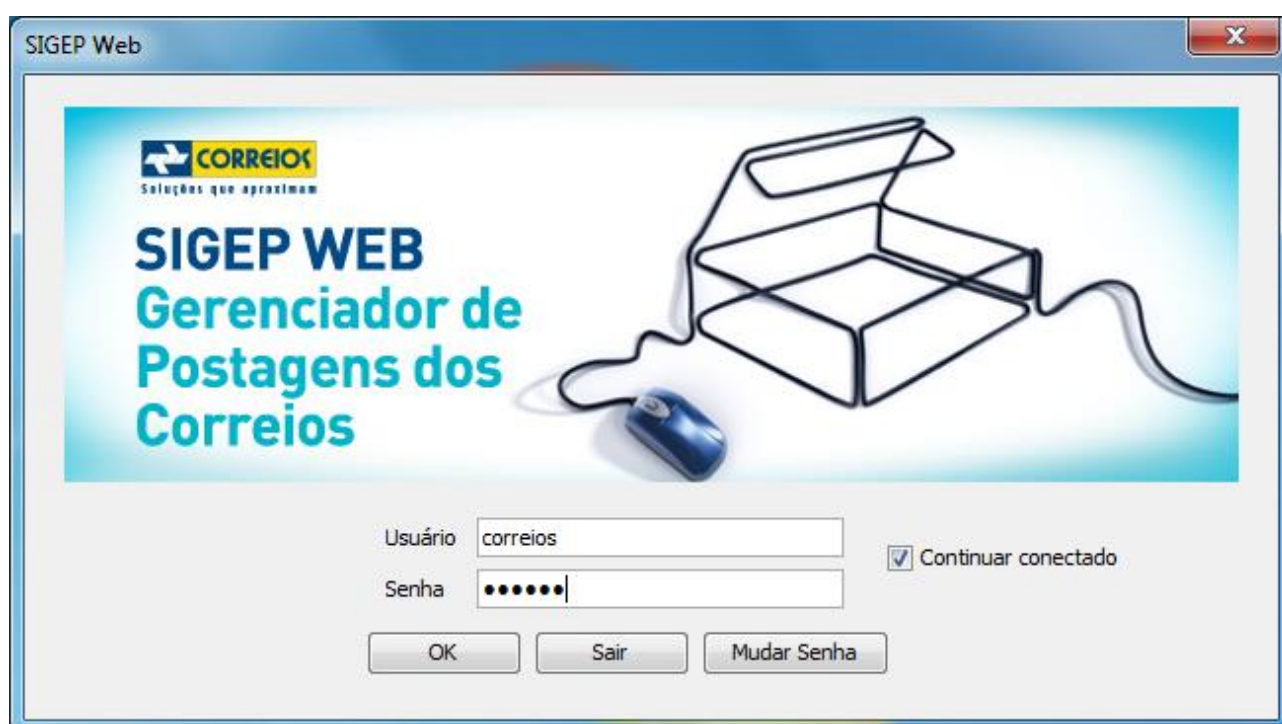 SIGEP Web
CORREIOS
Soluções que aproximam
SIGEP WEB
Gerenciador de
Postagens dos
Correios
Usuário correios
Continuar conectado
Senha ●●●●●●
OK Sair Mudar Senha